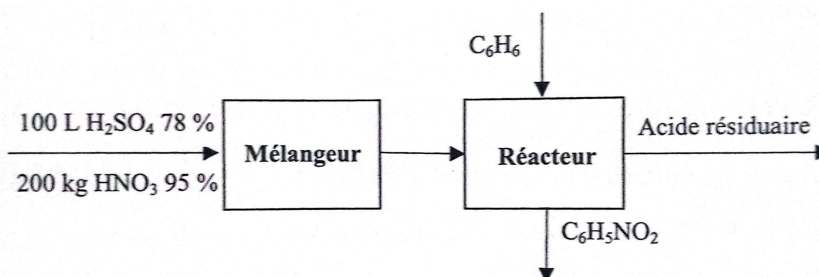 C₆H₆
100 L H₂SO₄ 78 %
200 kg HNO₃ 95 %
Mélangeur
Réacteur
Acide résiduaire
C₆H₅NO₂